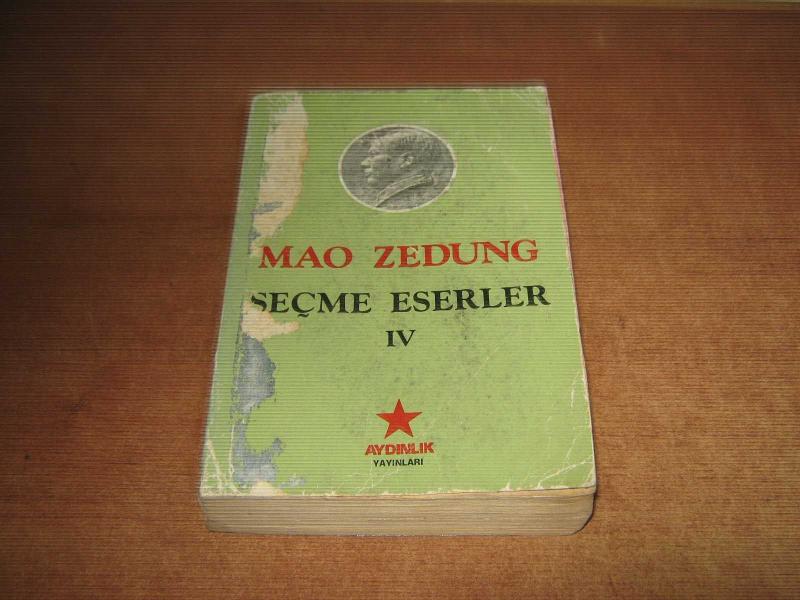 MAO ZEDUNG
SEÇME ESERLER
IV
AYDINLIK
YAYINLARI